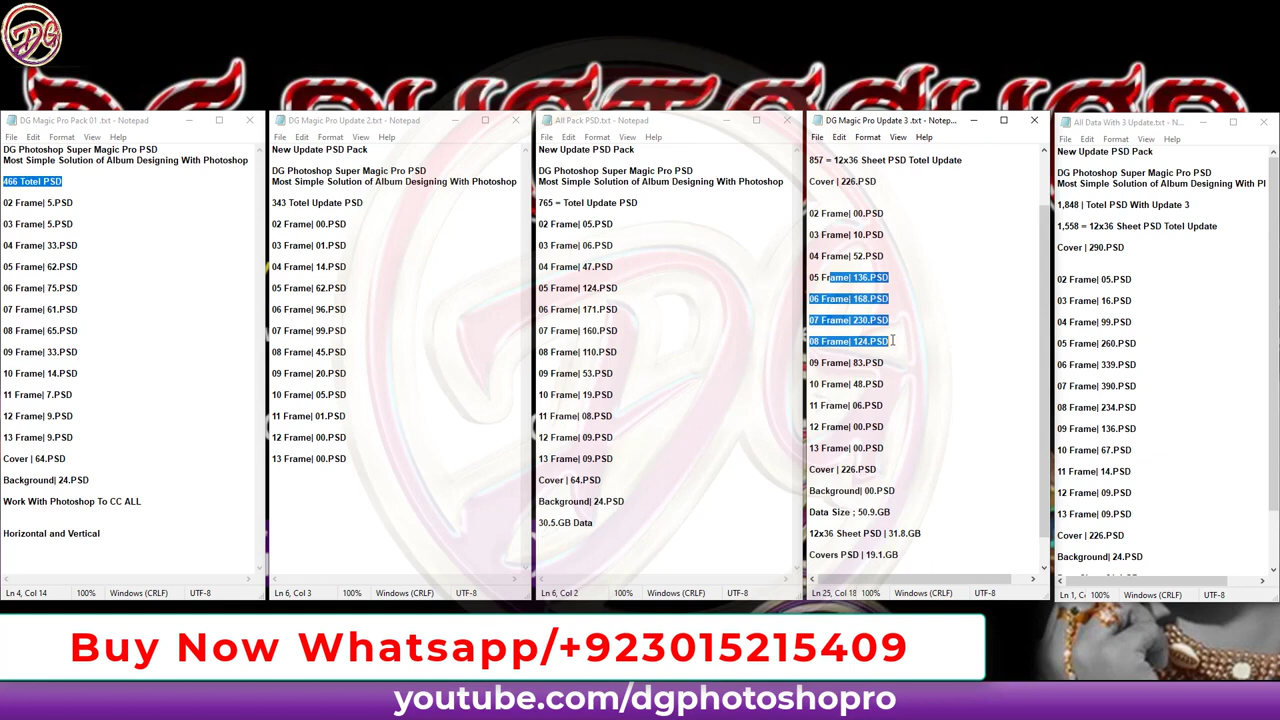 DG
DG PHOTOSHOP
DG Magic Pro Pack 01 .txt - Notepad
File Edit Format View Help
DG Photoshop Super Magic Pro PSD
Most Simple Solution of Album Designing With Photoshop
466 Totel PSD
02 Frame| 5.PSD
03 Frame| 5.PSD
04 Frame| 33.PSD
05 Frame| 62.PSD
06 Frame| 75.PSD
07 Frame| 61.PSD
08 Frame| 65.PSD
09 Frame| 33.PSD
10 Frame| 14.PSD
11 Frame| 7.PSD
12 Frame| 9.PSD
13 Frame| 9.PSD
Cover | 64.PSD
Background| 24.PSD
Work With Photoshop To CC ALL
Horizontal and Vertical
Ln 4, Col 14 100% Windows (CRLF) UTF-8
DG Magic Pro Update 2.txt - Notepad
File Edit Format View Help
New Update PSD Pack
DG Photoshop Super Magic Pro PSD
Most Simple Solution of Album Designing With Photoshop
343 Totel Update PSD
02 Frame| 00.PSD
03 Frame| 01.PSD
04 Frame| 14.PSD
05 Frame| 62.PSD
06 Frame| 96.PSD
07 Frame| 99.PSD
08 Frame| 45.PSD
09 Frame| 20.PSD
10 Frame| 05.PSD
11 Frame| 01.PSD
12 Frame| 00.PSD
13 Frame| 00.PSD
Ln 6, Col 3 100% Windows (CRLF) UTF-8
All Pack PSD.txt - Notepad
File Edit Format View Help
New Update PSD Pack
DG Photoshop Super Magic Pro PSD
Most Simple Solution of Album Designing With Photoshop
765 = Totel Update PSD
02 Frame| 05.PSD
03 Frame| 06.PSD
04 Frame| 47.PSD
05 Frame| 124.PSD
06 Frame| 171.PSD
07 Frame| 160.PSD
08 Frame| 110.PSD
09 Frame| 53.PSD
10 Frame| 19.PSD
11 Frame| 08.PSD
12 Frame| 09.PSD
13 Frame| 09.PSD
Cover | 64.PSD
Background| 24.PSD
30.5.GB Data
Ln 6, Col 2 100% Windows (CRLF) UTF-8
DG Magic Pro Update 3 .txt - Notep...
File Edit Format View Help
857 = 12x36 Sheet PSD Totel Update
Cover | 226.PSD
02 Frame| 00.PSD
03 Frame| 10.PSD
04 Frame| 52.PSD
05 Frame| 136.PSD
06 Frame| 168.PSD
07 Frame| 230.PSD
08 Frame| 124.PSD
09 Frame| 83.PSD
10 Frame| 48.PSD
11 Frame| 06.PSD
12 Frame| 00.PSD
13 Frame| 00.PSD
Cover | 226.PSD
Background| 00.PSD
Data Size ; 50.9.GB
12x36 Sheet PSD | 31.8.GB
Covers PSD | 19.1.GB
Ln 25, Col 18 100% Windows (CRLF) UTF-8
All Data With 3 Update.txt - N...
File Edit Format View Help
New Update PSD Pack
DG Photoshop Super Magic Pro PSD
Most Simple Solution of Album Designing With Pl
1,848 | Totel PSD With Update 3
1,558 = 12x36 Sheet PSD Totel Update
Cover | 290.PSD
02 Frame| 05.PSD
03 Frame| 16.PSD
04 Frame| 99.PSD
05 Frame| 260.PSD
06 Frame| 339.PSD
07 Frame| 390.PSD
08 Frame| 234.PSD
09 Frame| 136.PSD
10 Frame| 67.PSD
11 Frame| 14.PSD
12 Frame| 09.PSD
13 Frame| 09.PSD
Cover | 226.PSD
Background| 24.PSD
Ln 1, C 100% Windows (CRLF) UTF-8
Buy Now Whatsapp/+923015215409
youtube.com/dgphotoshopro